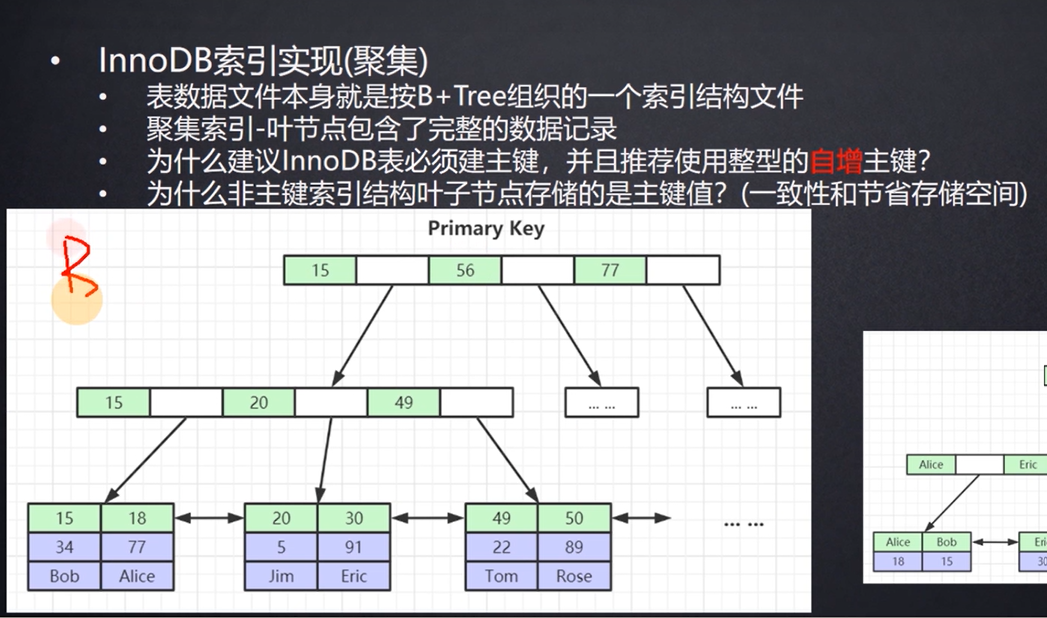 InnoDB索引实现(聚集)
表数据文件本身就是按B+Tree组织的一个索引结构文件
聚集索引-叶节点包含了完整的数据记录
为什么建议InnoDB表必须建主键，并且推荐使用整型的自增主键？
为什么非主键索引结构叶子节点存储的是主键值？(一致性和节省存储空间)
Primary Key
15 56 77
15 20 49
... ...
... ...
15 18
34 77
Bob Alice
20 30
5 91
Jim Eric
49 50
22 89
Tom Rose
... ...
Alice Eric
Alice Bob
18 15
30